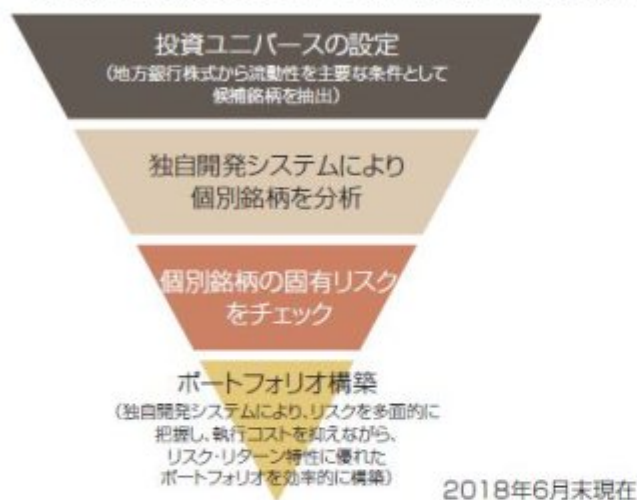 投資ユニバースの設定
(地方銀行株式から流動性を主要な条件として
候補銘柄を抽出)
独自開発システムにより
個別銘柄を分析
個別銘柄の固有リスク
をチェック
ポートフォリオ構築
(独自開発システムにより、リスクを多面的に
把握し、執行コストを抑えながら、
リスク・リターン特性に優れた
ポートフォリオを効率的に構築)
2018年6月末現在